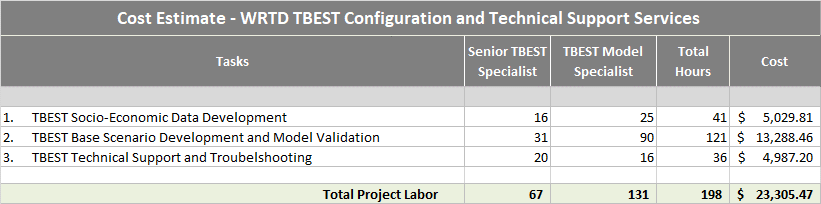 Cost Estimate - WRTD TBEST Configuration and Technical Support Services
Tasks Senior TBEST Specialist TBEST Model Specialist Total Hours Cost
1. TBEST Socio-Economic Data Development 16 25 41 $ 5,029.81
2. TBEST Base Scenario Development and Model Validation 31 90 121 $ 13,288.46
3. TBEST Technical Support and Troubelshooting 20 16 36 $ 4,987.20
Total Project Labor 67 131 198 $ 23,305.47